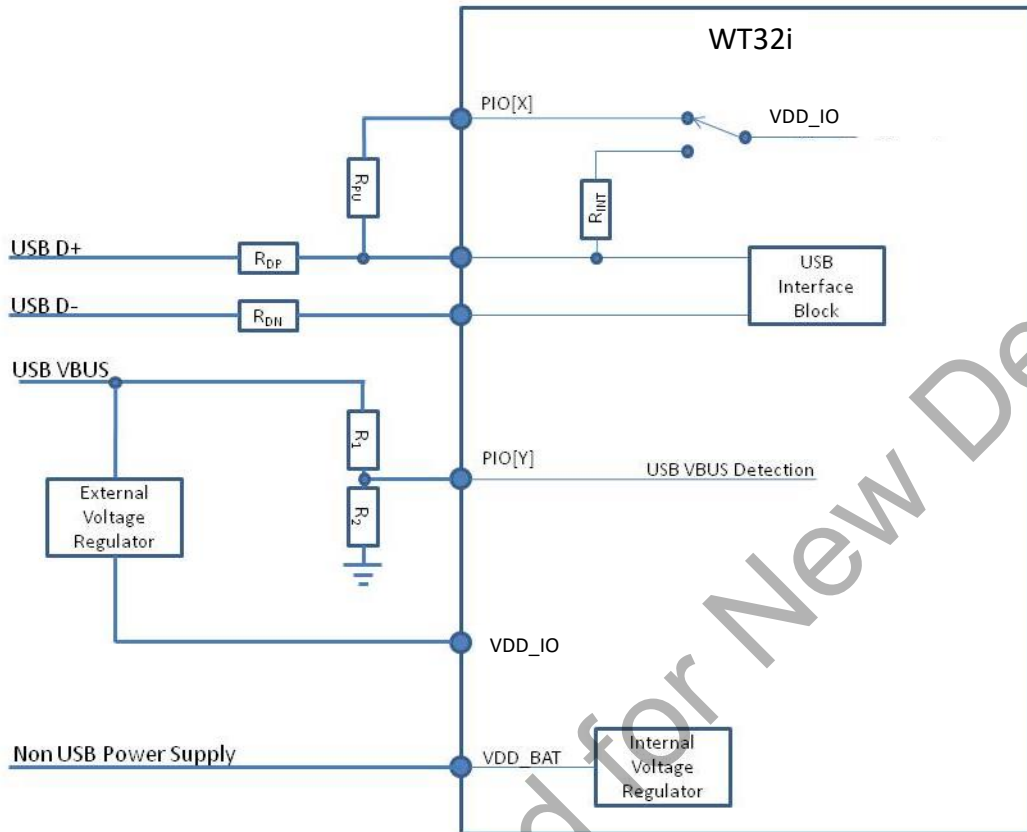 WT32i
PIO[X]
VDD_IO
RPU
RINT
USB D+
RDP
USB
Interface
Block
USB D-
RDN
USB VBUS
R1
PIO[Y]
USB VBUS Detection
External
Voltage
Regulator
R2
VDD_IO
Non USB Power Supply
VDD_BAT
Internal
Voltage
Regulator
d for New De